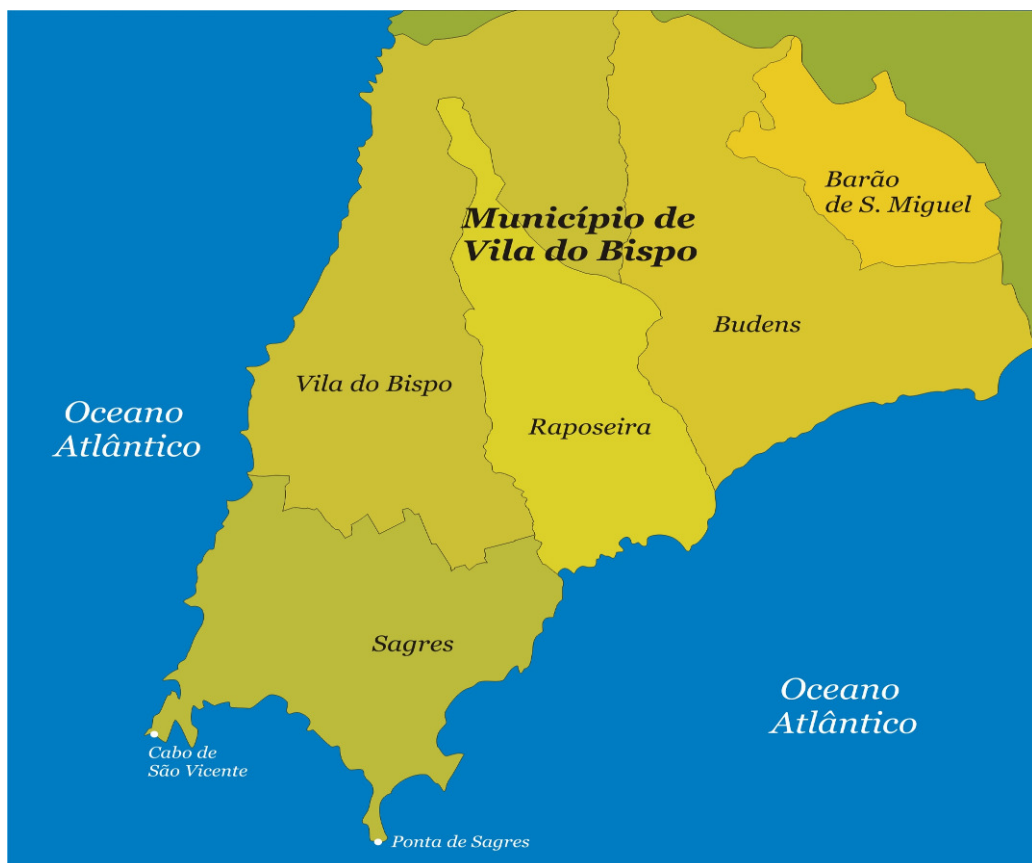 Barão
de S. Miguel
Município de
Vila do Bispo
Budens
Vila do Bispo
Oceano
Atlântico
Raposeira
Sagres
Oceano
Atlântico
Cabo de
São Vicente
Ponta de Sagres